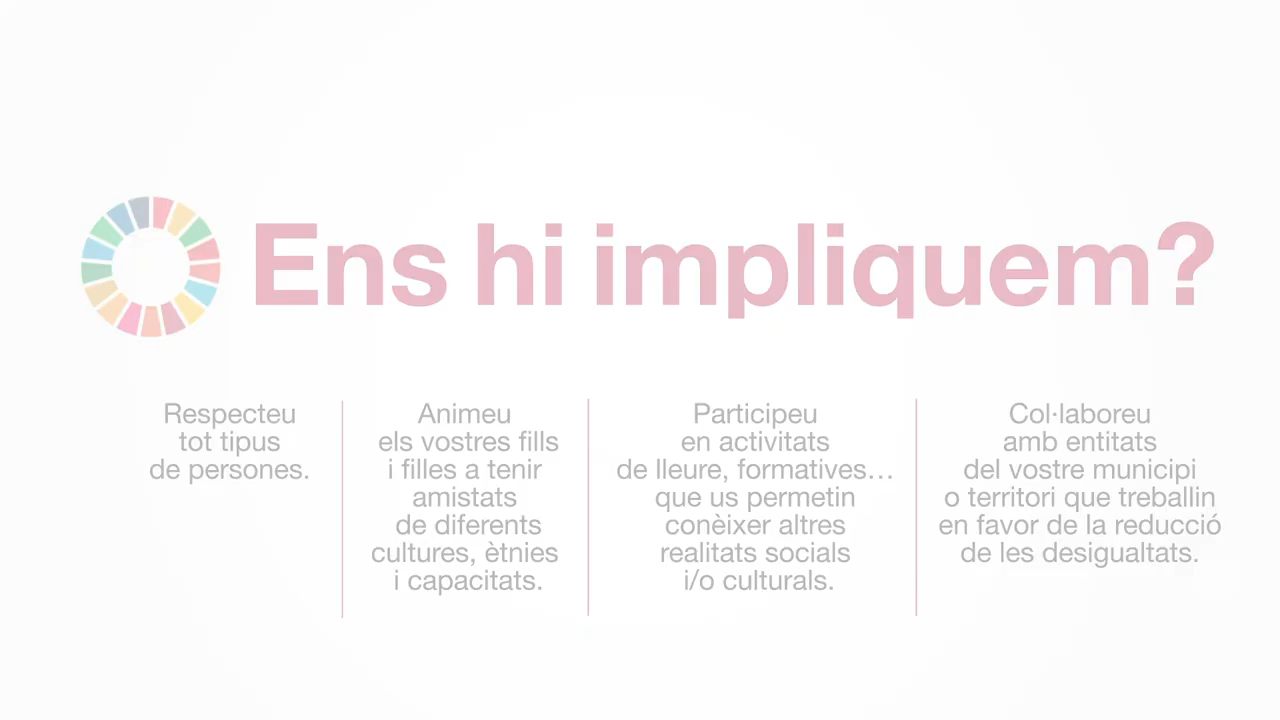 Ens hi impliquem?
Respecteu
tot tipus
de persones.
Animeu
els vostres fills
i filles a tenir
amistats
de diferents
cultures, ètnies
i capacitats.
Participeu
en activitats
de lleure, formatives…
que us permetin
conèixer altres
realitats socials
i/o culturals.
Col·laboreu
amb entitats
del vostre municipi
o territori que treballin
en favor de la reducció
de les desigualtats.